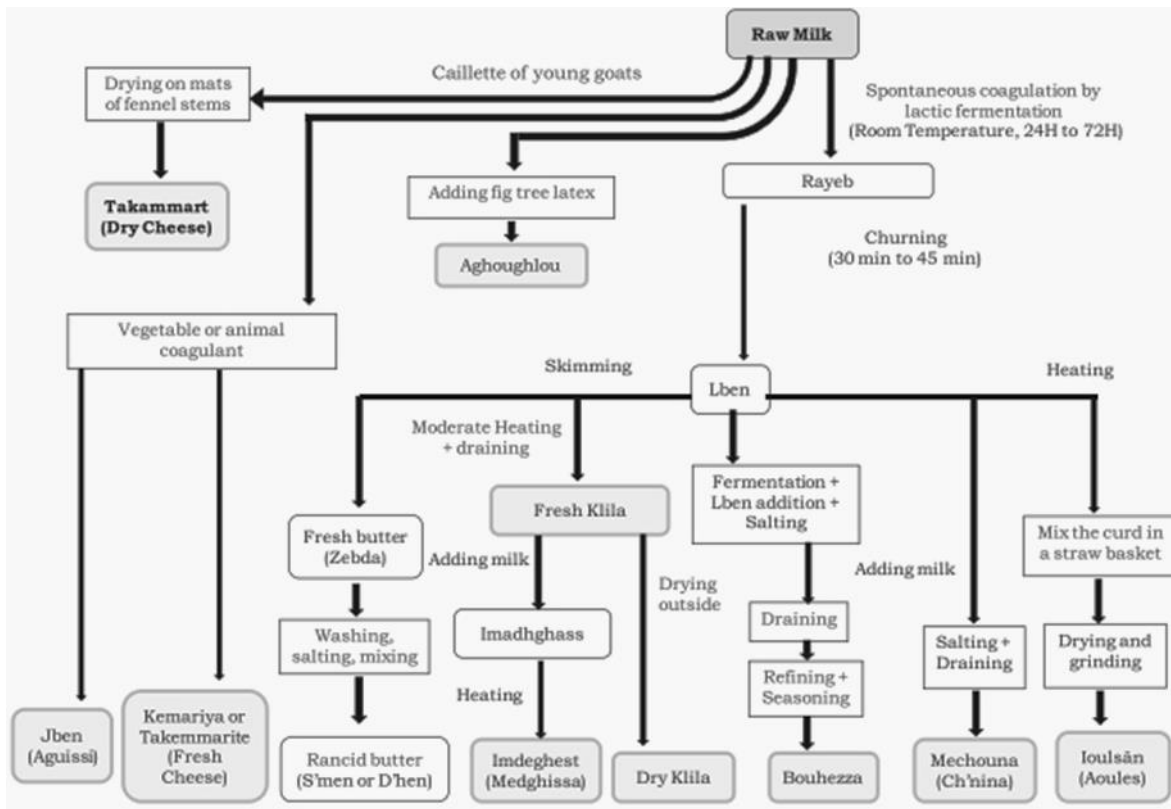 Raw Milk
Drying on mats
of fennel stems
Caillette of young goats
Spontaneous coagulation by
lactic fermentation
(Room Temperature, 24H to 72H)
Takammart
(Dry Cheese)
Adding fig tree latex
Rayeb
Aghoughlou
Churning
(30 min to 45 min)
Vegetable or animal
coagulant
Skimming
Lben
Heating
Moderate Heating
+ draining
Fermentation +
Lben addition +
Salting
Fresh Klila
Fresh butter
(Zebda)
Mix the curd in
a straw basket
Adding milk
Drying
outside
Adding milk
Imadhghass
Draining
Washing,
salting, mixing
Salting +
Draining
Drying and
grinding
Heating
Refining +
Seasoning
Jben
(Aguissi)
Kemariya or
Takemmarite
(Fresh
Cheese)
Rancid butter
(S'men or D'hen)
Imdeghest
(Medghissa)
Dry Klila
Bouhezza
Mechouna
(Ch'nina)
Ioulsân
(Aoules)